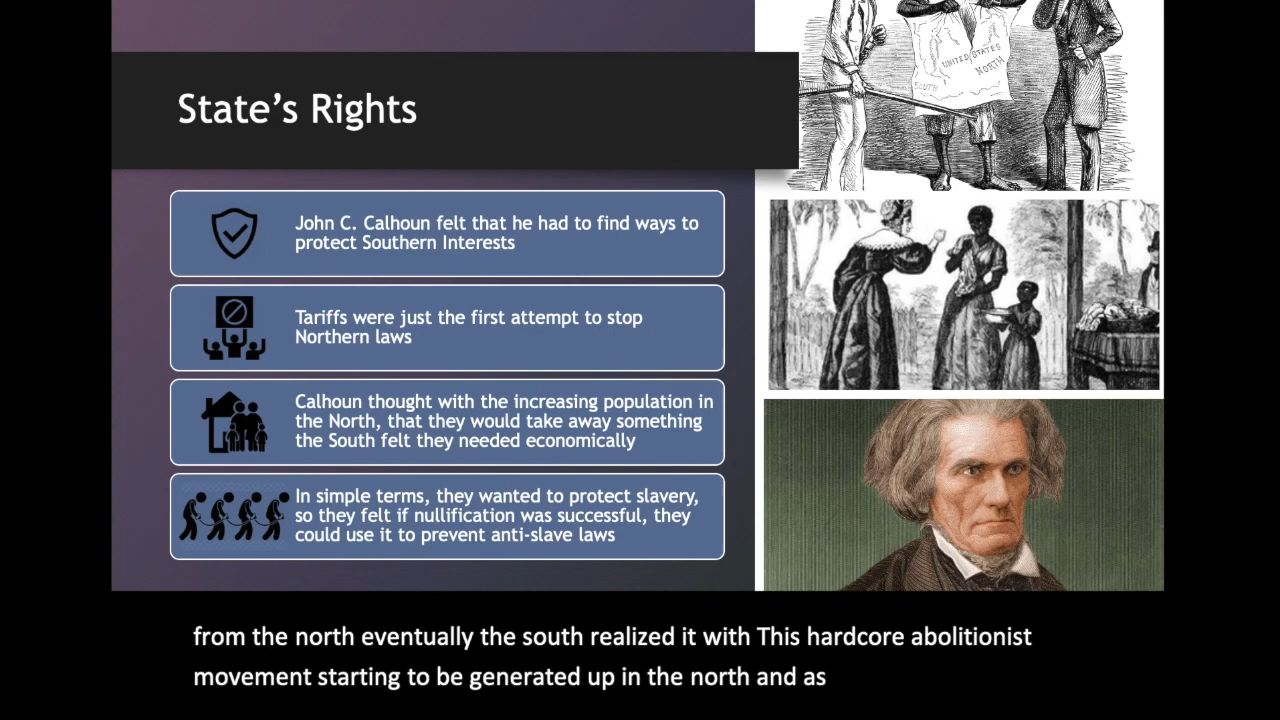 State's Rights
UNITED STATES
NORTH
SOUTH
John C. Calhoun felt that he had to find ways to
protect Southern Interests
Tariffs were just the first attempt to stop
Northern laws
Calhoun thought with the increasing population in
the North, that they would take away something
the South felt they needed economically
In simple terms, they wanted to protect slavery,
so they felt if nullification was successful, they
could use it to prevent anti-slave laws
from the north eventually the south realized it with This hardcore abolitionist
movement starting to be generated up in the north and as